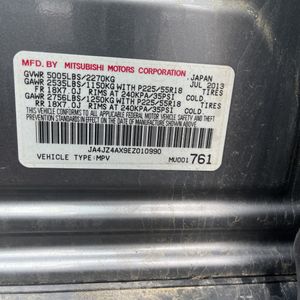 MFD BY MITSUBISHI MOTORS CORPORATION JAPAN
GVWR 5005LBS/2270KG JUL 2013
GAWR 2535LBS/1150KG WITH P225/55R18
FR 18X7.0J RIMS AT 240KPA/35PSI COLD
GAWR 2756LBS/1250KG WITH P225/55R18
RR 18X7.0J RIMS AT 240KPA/35PSI COLD
THIS VEHICLE CONFORMS TO ALL APPLICABLE FEDERAL MOTOR VEHICLE SAFETY AND THEFT
PREVENTION STANDARDS IN EFFECT ON THE DATE OF MANUFACTURE SHOWN ABOVE.
JA4JZ4AX9EZ010990
VEHICLE TYPE:MPV MU001 761